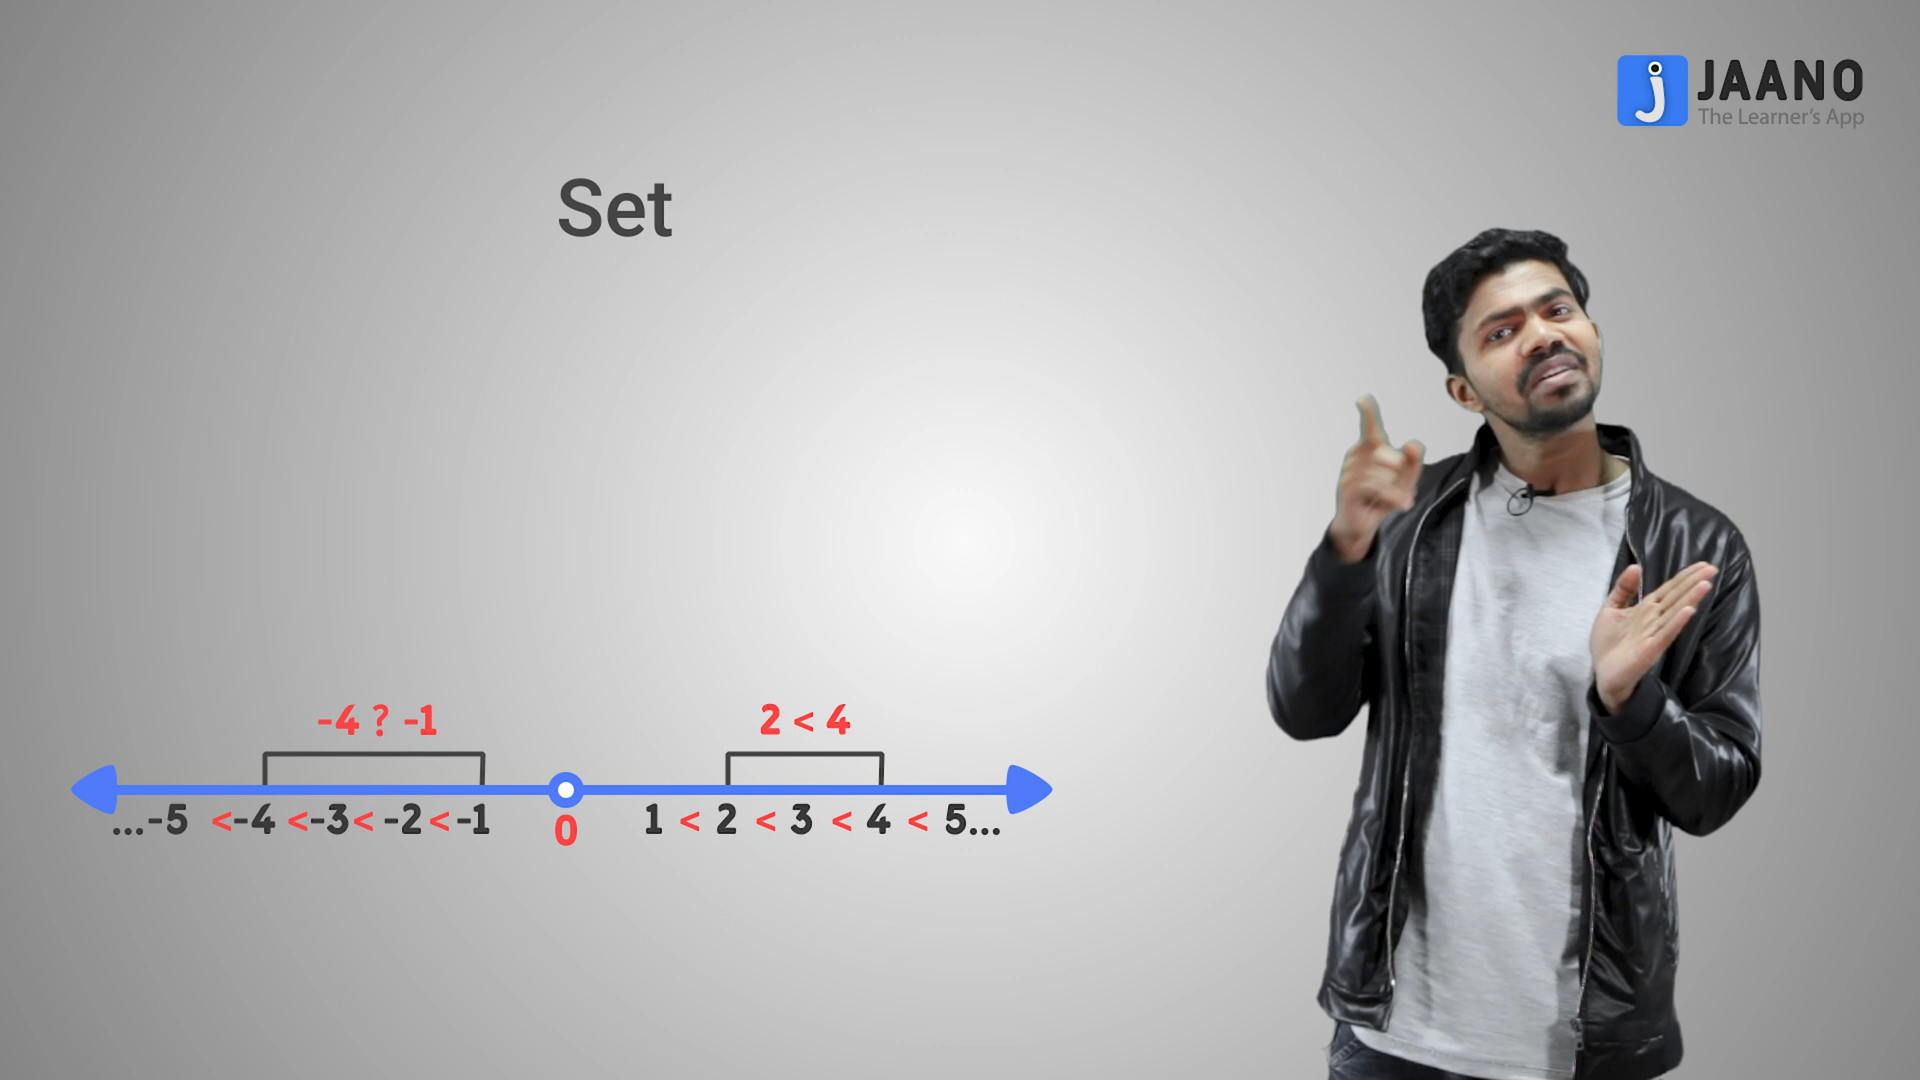 JAANO
The Learner's App
Set
-4 ? -1
2 < 4
...-5 <-4 <-3< -2 < -1 0 1 < 2 < 3 < 4 < 5...